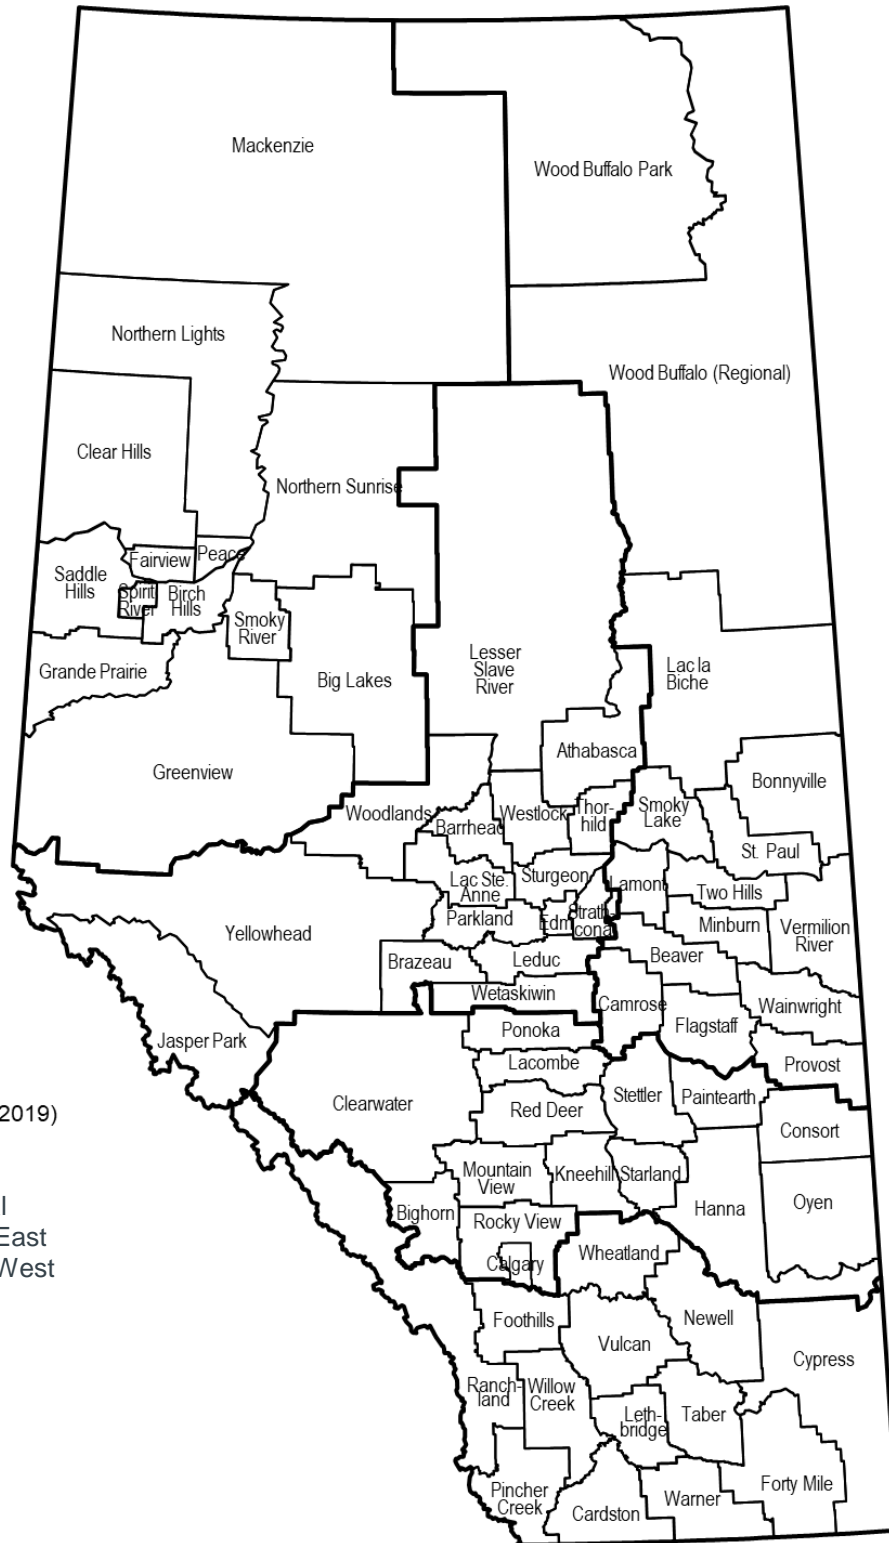 Mackenzie
Wood Buffalo Park
Northern Lights
Wood Buffalo (Regional)
Clear Hills
Northern Sunrise
Peace
Fairview
Saddle
Hills
Spirit
River
Birch
Hills
Smoky
River
Lesser
Slave
River
Lac la
Biche
Grande Prairie
Big Lakes
Athabasca
Greenview
Bonnyville
Woodlands
Westlock
Thor-
hild
Smoky
Lake
Barrhead
St. Paul
Sturgeon
Lac Ste.
Anne
Lamont
Two Hills
Parkland
Edm
Strath-
cona
Minburn
Vermilion
River
Yellowhead
Brazeau
Leduc
Beaver
Wetaskiwin
Camrose
Wainwright
Flagstaff
Ponoka
Jasper Park
Lacombe
Provost
Stettler
Paintearth
Clearwater
Red Deer
2019)
Consort
Mountain
View
Kneehill
Starland
Hanna
Oyen
l
East
West
Bighorn
Rocky View
Calgary
Wheatland
Foothills
Newell
Vulcan
Cypress
Ranch-
land
Willow
Creek
Leth-
bridge
Taber
Pincher
Creek
Cardston
Warner
Forty Mile